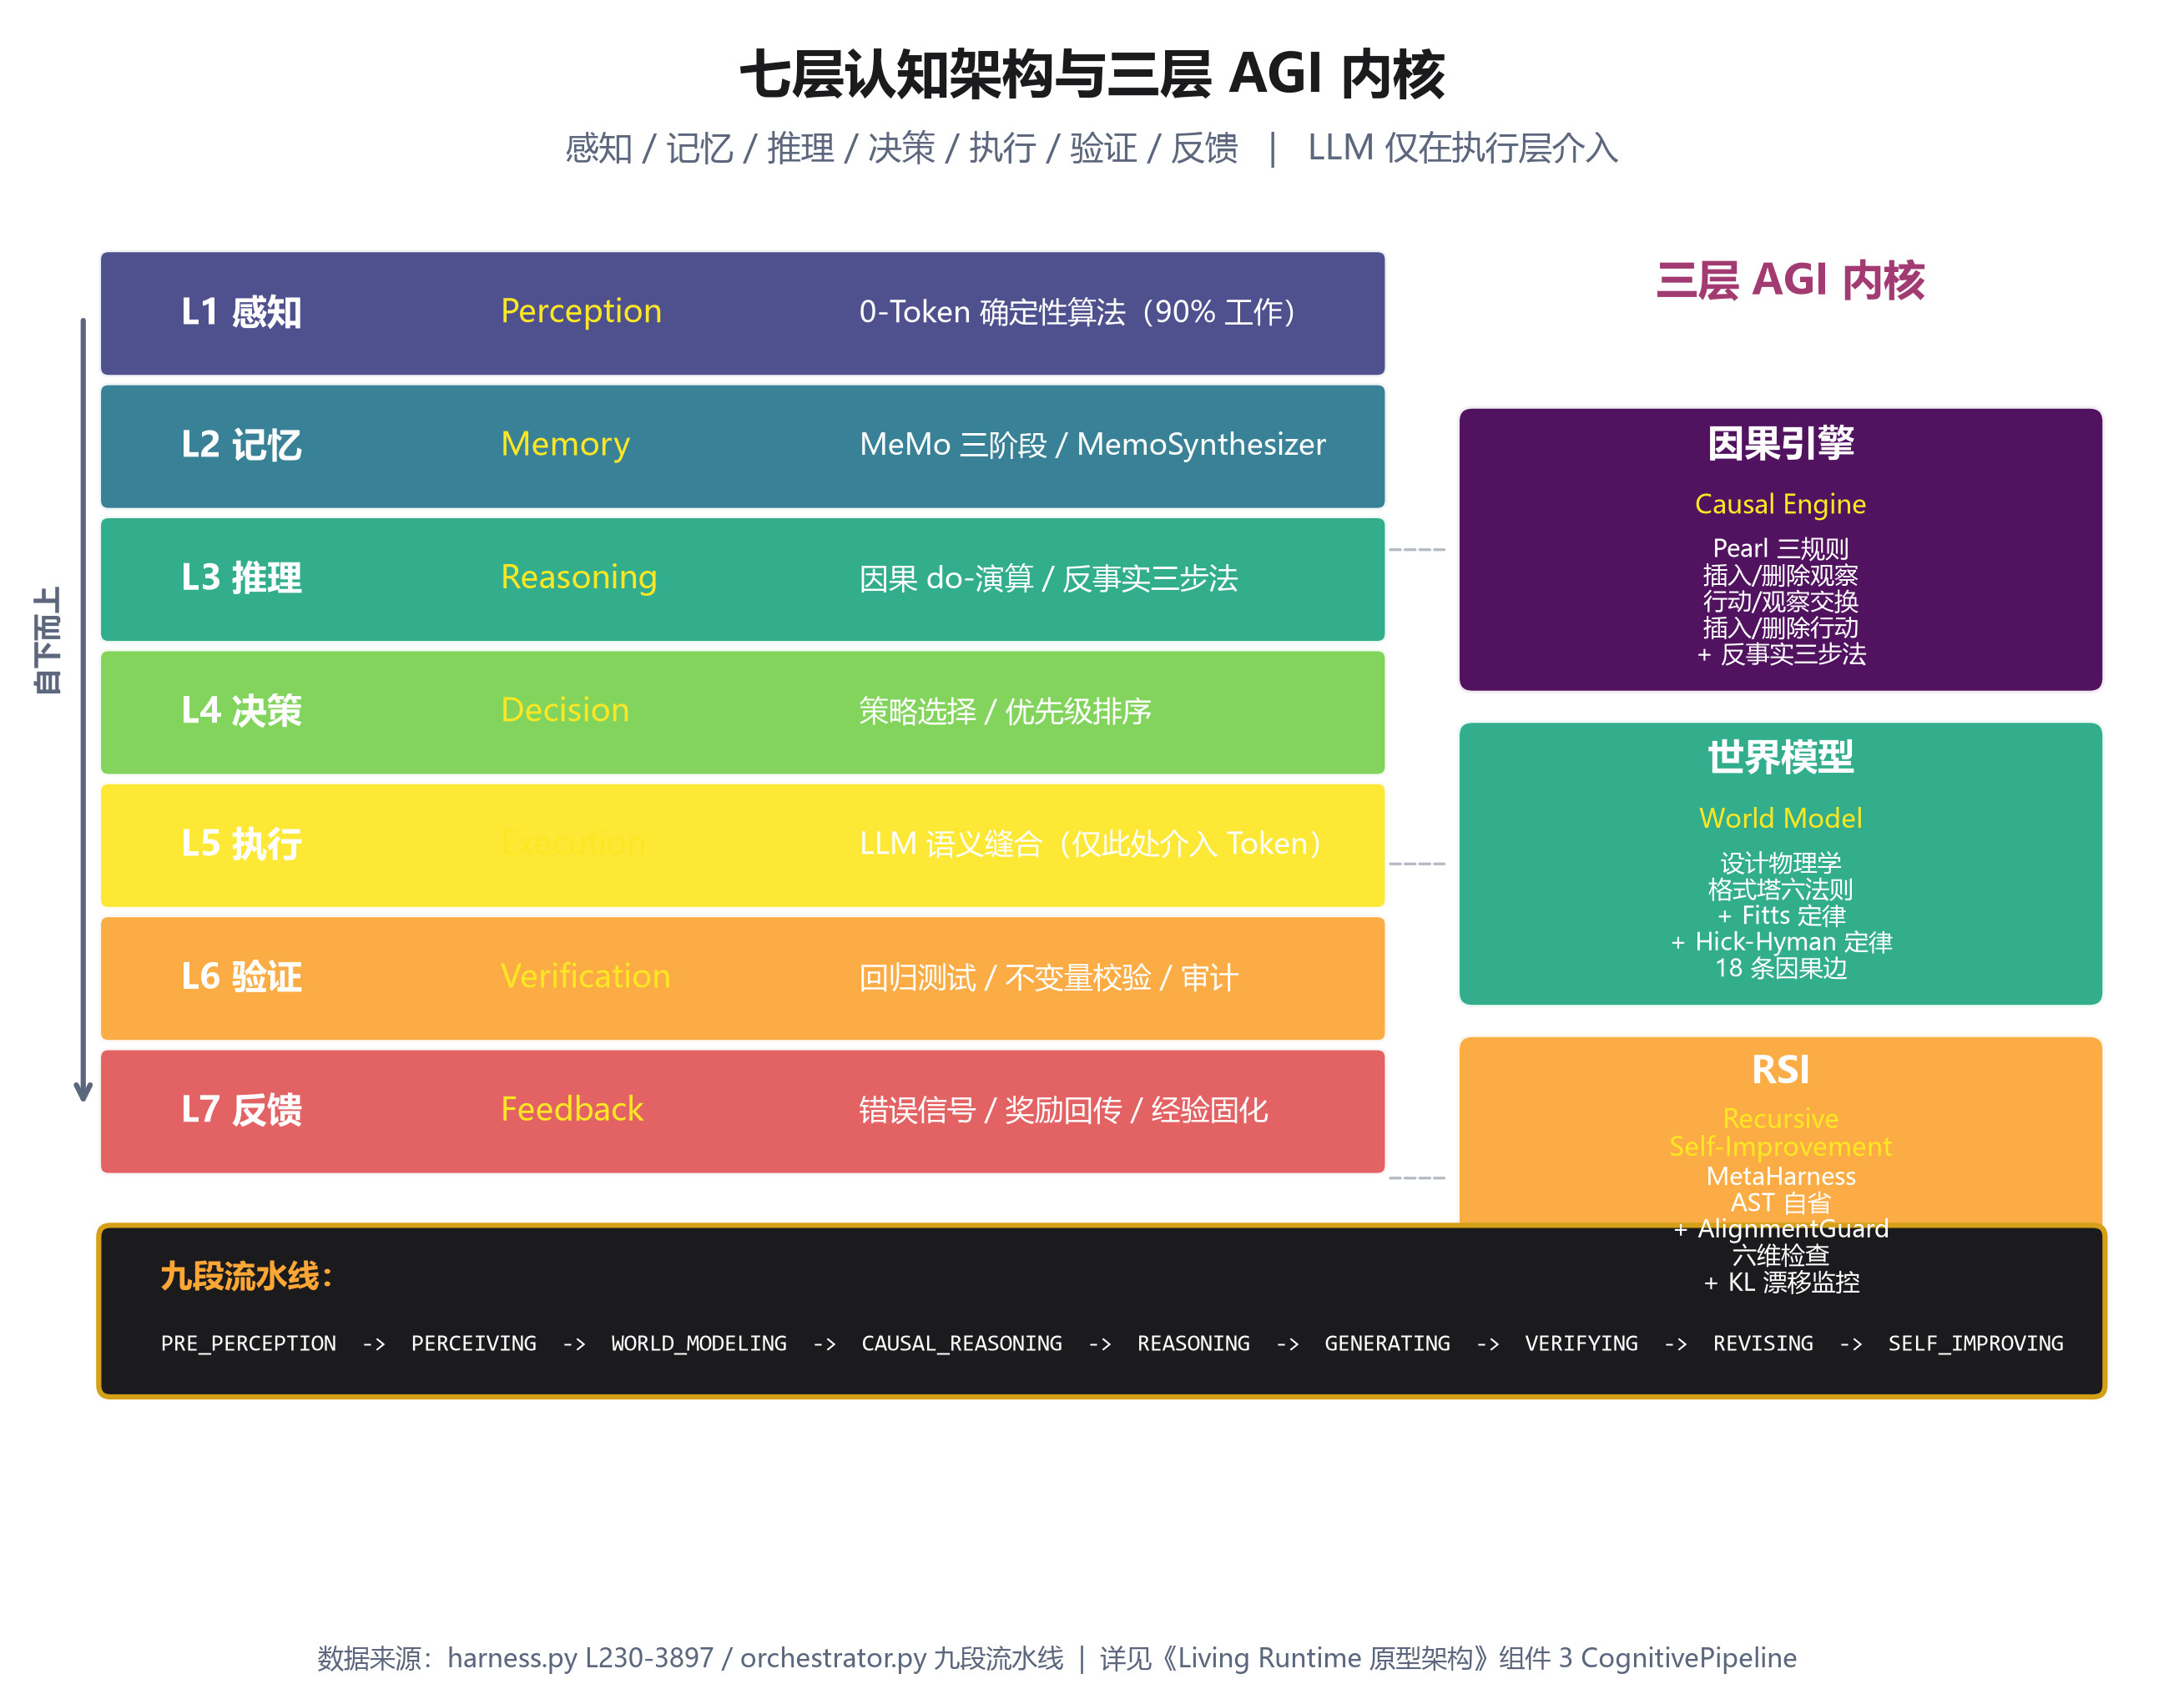 七层认知架构与三层 AGI 内核
感知 / 记忆 / 推理 / 决策 / 执行 / 验证 / 反馈 | LLM 仅在执行层介入
自下而上
L1 感知 Perception 0-Token 确定性算法（90% 工作）
L2 记忆 Memory MeMo 三阶段 / MemoSynthesizer
L3 推理 Reasoning 因果 do-演算 / 反事实三步法
L4 决策 Decision 策略选择 / 优先级排序
L5 执行 Execution LLM 语义缝合（仅此处介入 Token）
L6 验证 Verification 回归测试 / 不变量校验 / 审计
L7 反馈 Feedback 错误信号 / 奖励回传 / 经验固化
三层 AGI 内核
因果引擎
Causal Engine
Pearl 三规则
插入/删除观察
行动/观察交换
插入/删除行动
+ 反事实三步法
世界模型
World Model
设计物理学
格式塔六法则
+ Fitts 定律
+ Hick-Hyman 定律
18 条因果边
RSI
Recursive
Self-Improvement
MetaHarness
AST 自省
+ AlignmentGuard
六维检查
+ KL 漂移监控
九段流水线：
PRE_PERCEPTION -> PERCEIVING -> WORLD_MODELING -> CAUSAL_REASONING -> REASONING -> GENERATING -> VERIFYING -> REVISING -> SELF_IMPROVING
数据来源：harness.py L230-3897 / orchestrator.py 九段流水线 | 详见《Living Runtime 原型架构》组件 3 CognitivePipeline